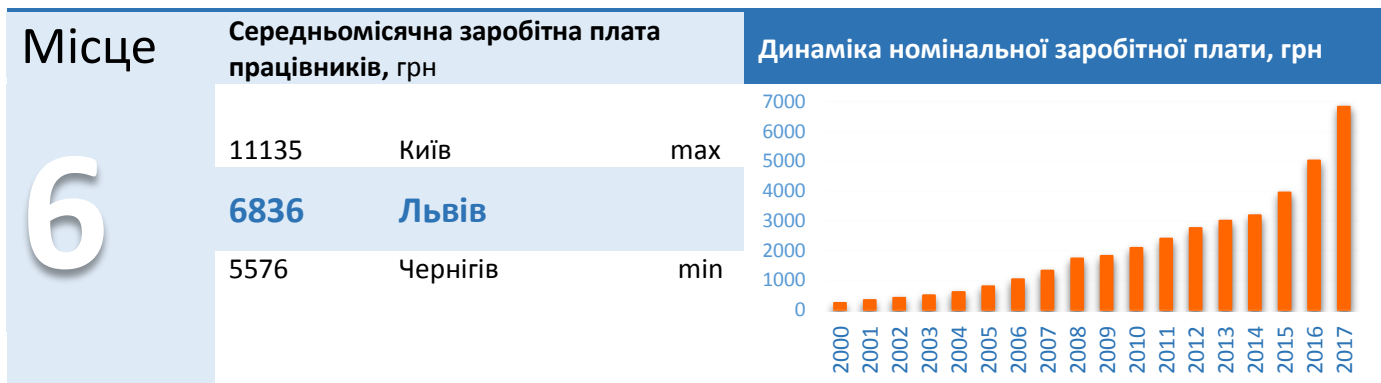 Місце
Середньомісячна заробітна плата
працівників, грн
Динаміка номінальної заробітної плати, грн
6
11135 Київ max
6836 Львів
5576 Чернігів min
7000
6000
5000
4000
3000
2000
1000
0
2000 2001 2002 2003 2004 2005 2006 2007 2008 2009 2010 2011 2012 2013 2014 2015 2016 2017